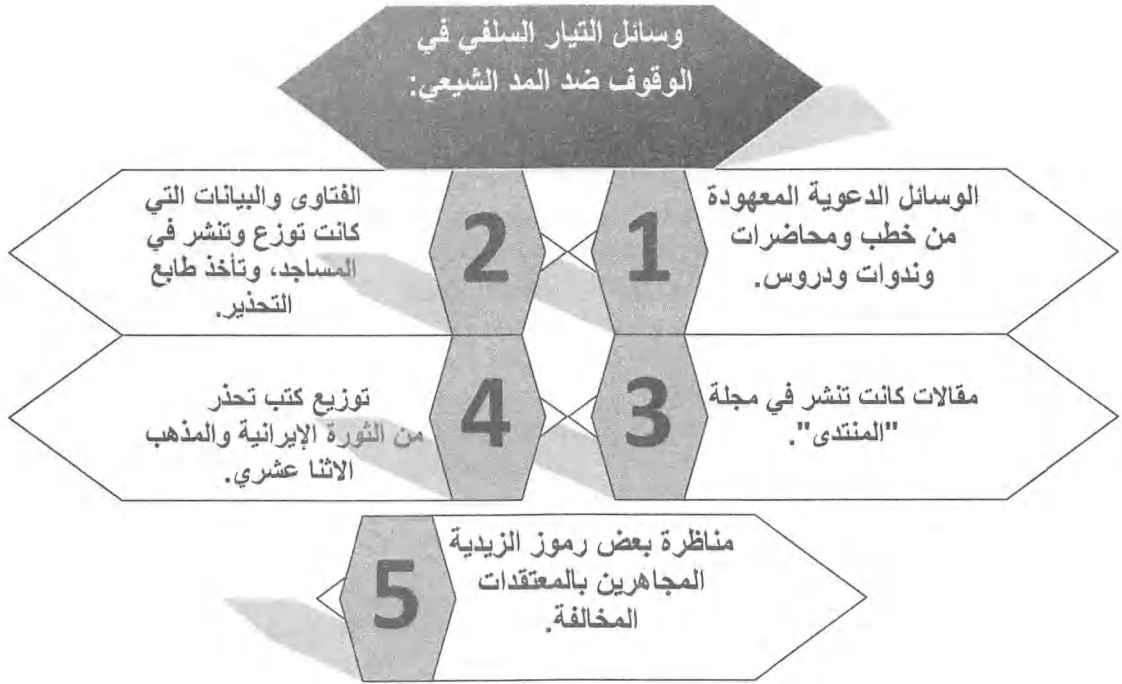 وسائل التيار السلفي في
الوقوف ضد المد الشيعي:
1
الوسائل الدعوية المعهودة
من خطب ومحاضرات
وندوات ودروس.
2
الفتاوى والبيانات التي
كانت توزع وتنشر في
المساجد، وتأخذ طابع
التحذير.
3
مقالات كانت تنشر في مجلة
"المنتدى".
4
توزيع كتب تحذر
من الثورة الإيرانية والمذهب
الاثنا عشري.
5
مناظرة بعض رموز الزيدية
المجاهرين بالمعتقدات
المخالفة.